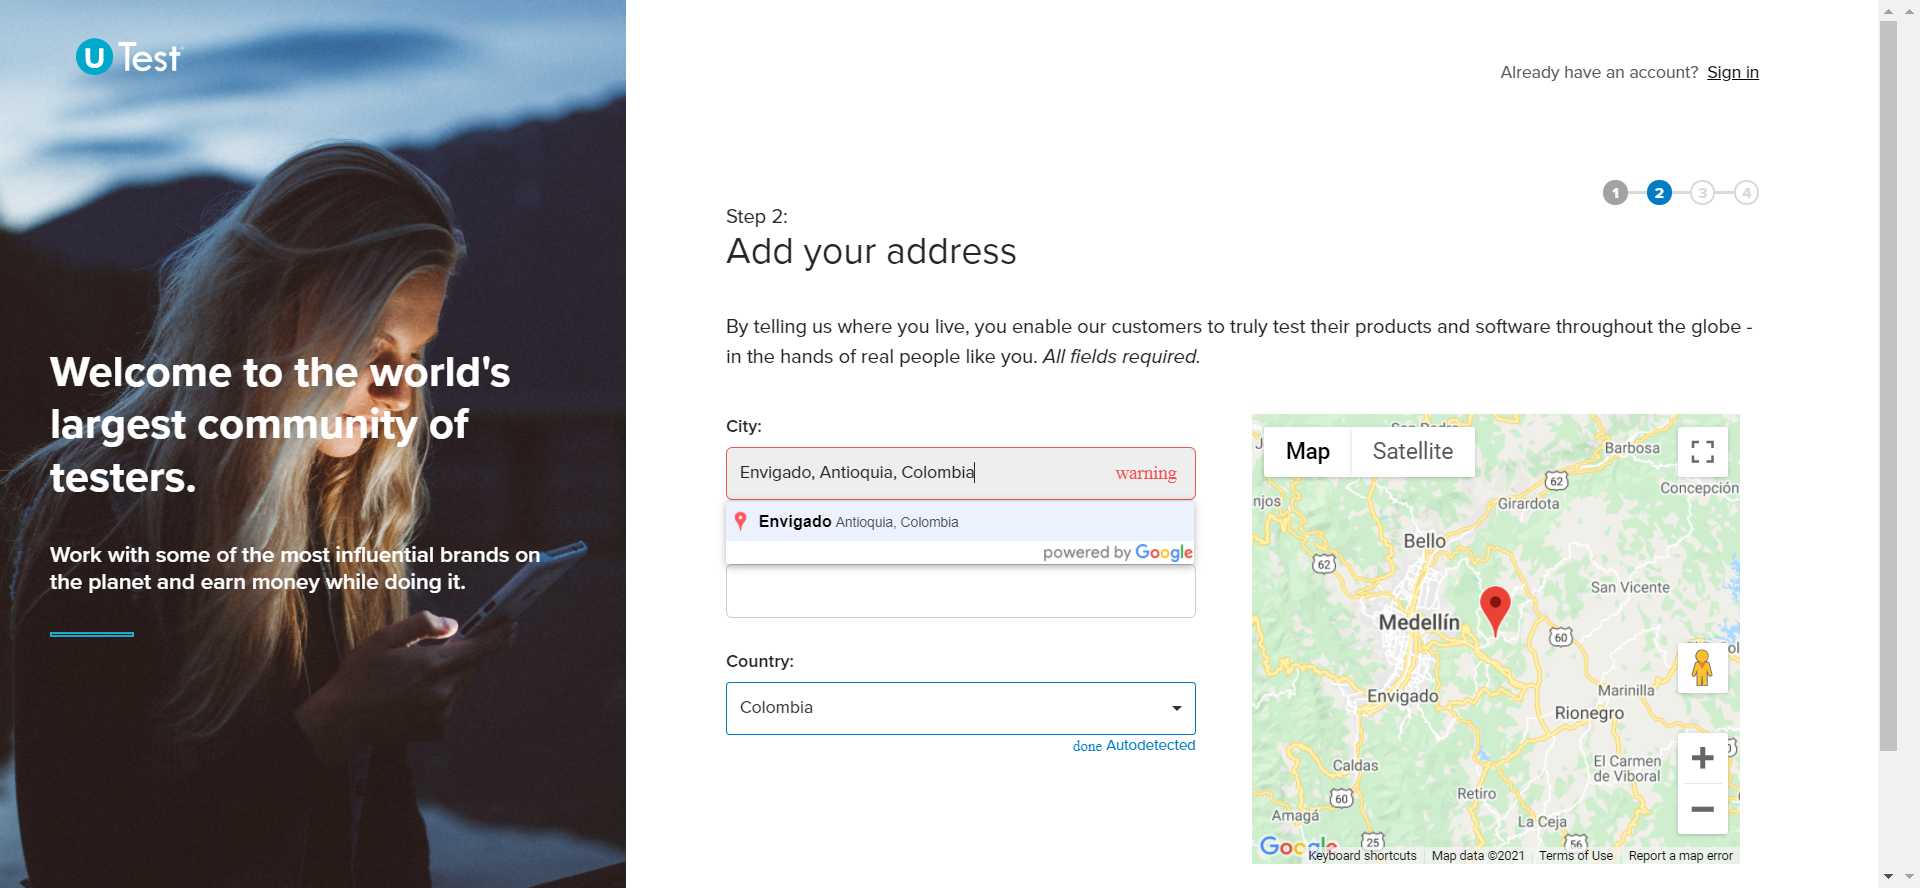 U Test
Welcome to the world's
largest community of
testers.
Work with some of the most influential brands on
the planet and earn money while doing it.
Already have an account? Sign in
1 2 3 4
Step 2:
Add your address
By telling us where you live, you enable our customers to truly test their products and software throughout the globe -
in the hands of real people like you. All fields required.
City:
Envigado, Antioquia, Colombia warning
Envigado Antioquia, Colombia
powered by Google
Country:
Colombia
done Autodetected
Map Satellite
Barbosa
62
Concepción
njos
Girardota
Bello
62
San Vicente
Medellín
60
Envigado
Marinilla
Rionegro
El Carmen
de Viboral
Caldas
60
Retiro
Amagá
La Ceja
25
56
Google
Keyboard shortcuts Map data ©2021 Terms of Use Report a map error